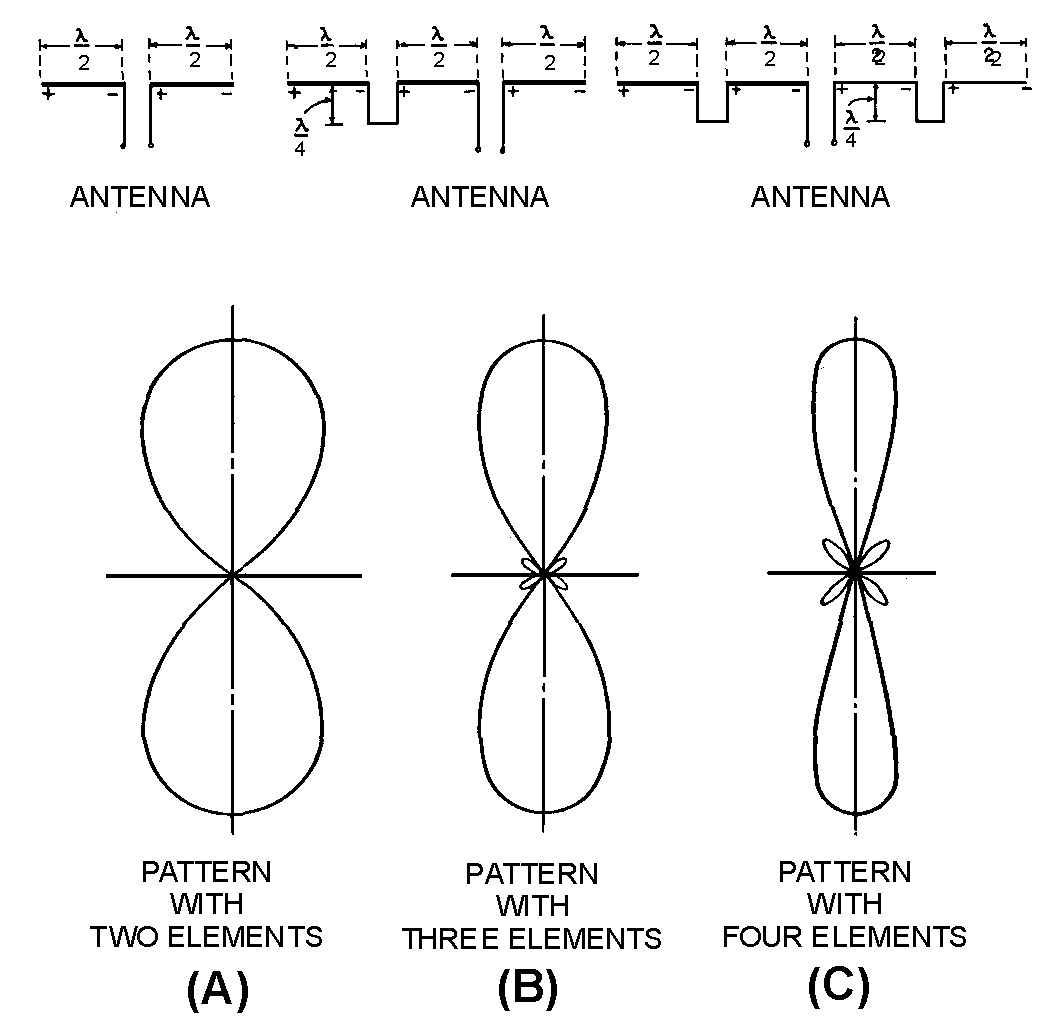 λ/2 λ/2 λ/2 λ/2 λ/2 λ/2 λ/2 λ/2 λ/2
+ - + - + - + - + - + - + - + - + -
λ/4 λ/4
ANTENNA ANTENNA ANTENNA
PATTERN PATTERN PATTERN
WITH WITH WITH
TWO ELEMENTS THREE ELEMENTS FOUR ELEMENTS
(A) (B) (C)